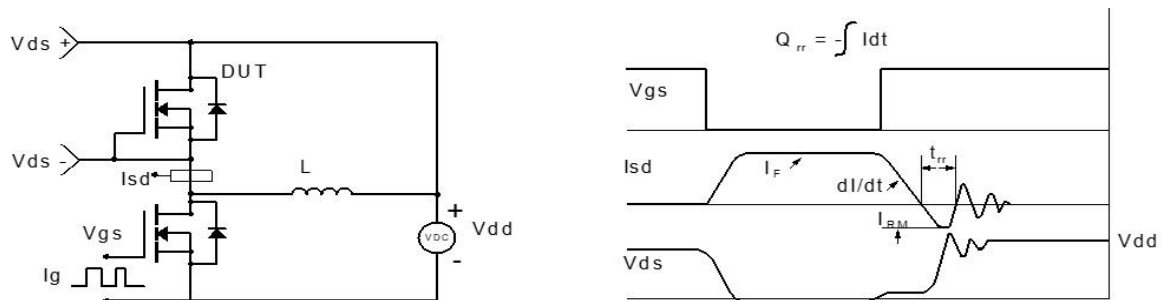 Vds +
DUT
Vds -
Isd
L
Vgs
Ig
+
VDC
-
Vdd
Q rr = -∫ Idt
Vgs
Isd
I F
dI/dt
t rr
I RM
Vds
Vdd